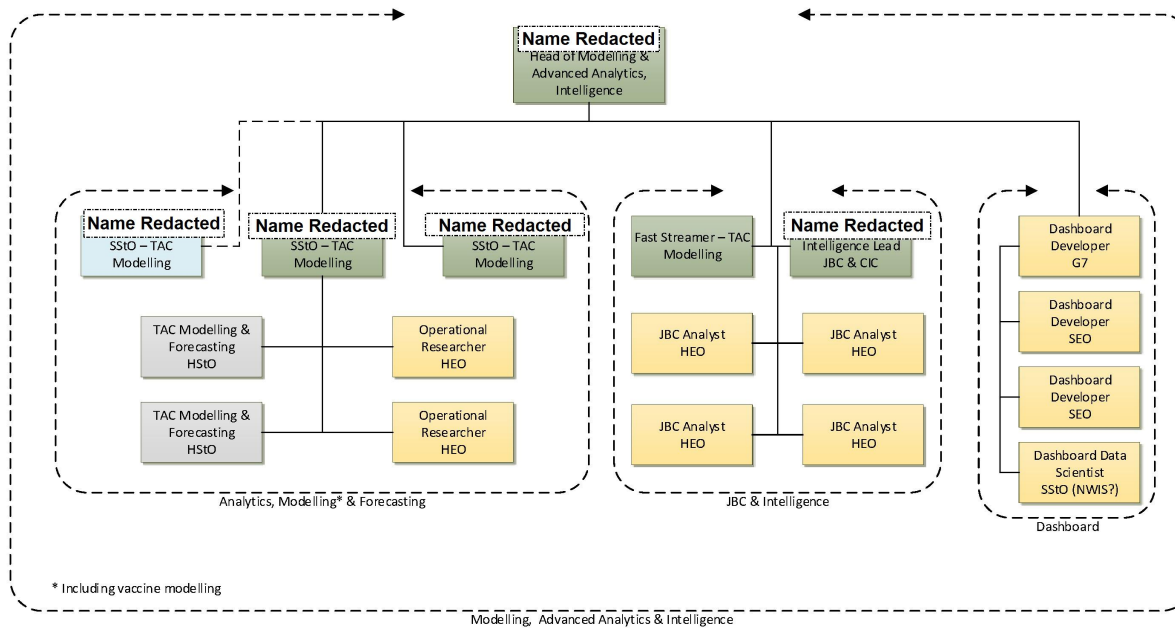 Name Redacted
Head of Modelling &
Advanced Analytics,
Intelligence
Name Redacted
SStO – TAC
Modelling
Name Redacted
SStO – TAC
Modelling
Name Redacted
SStO – TAC
Modelling
TAC Modelling &
Forecasting
HStO
Operational
Researcher
HEO
TAC Modelling &
Forecasting
HStO
Operational
Researcher
HEO
Analytics, Modelling* & Forecasting
Fast Streamer – TAC
Modelling
Name Redacted
Intelligence Lead
JBC & CIC
JBC Analyst
HEO
JBC Analyst
HEO
JBC Analyst
HEO
JBC Analyst
HEO
JBC & Intelligence
Dashboard
Developer
G7
Dashboard
Developer
SEO
Dashboard
Developer
SEO
Dashboard Data
Scientist
SStO (NWIS?)
Dashboard
* Including vaccine modelling
Modelling, Advanced Analytics & Intelligence